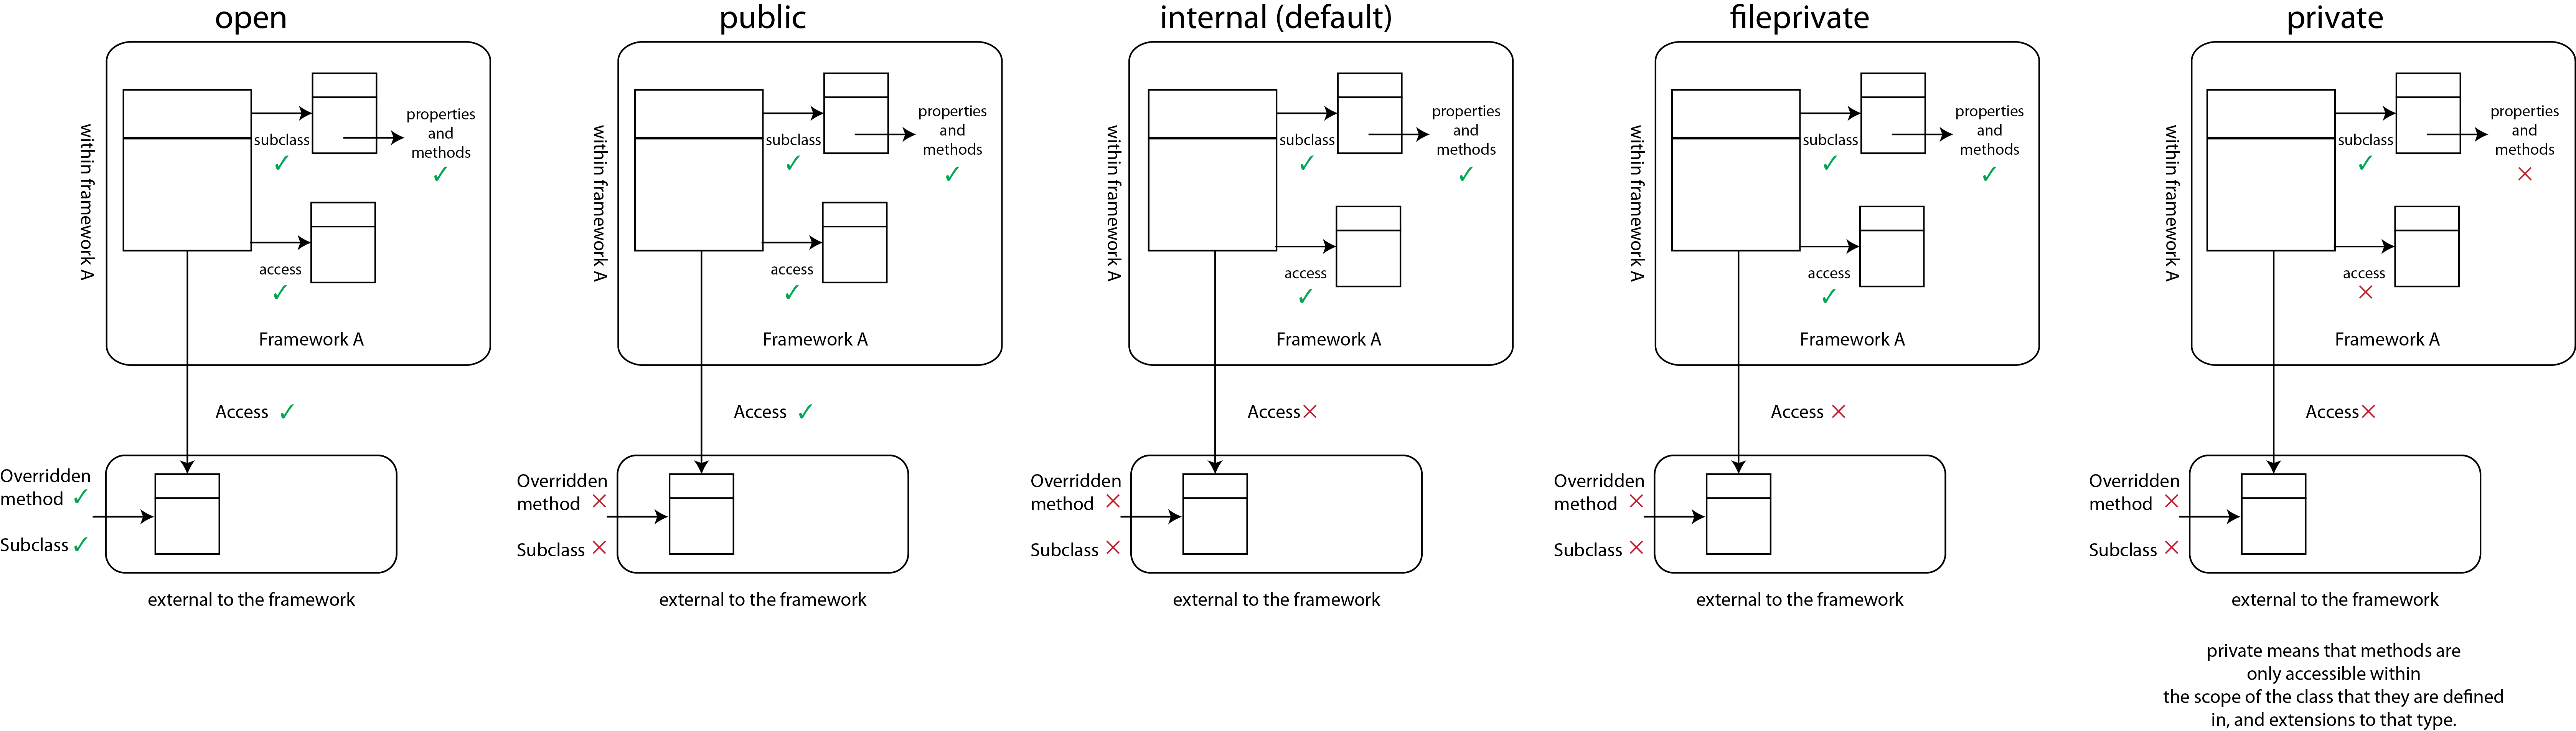 open
within framework A
subclass
properties
and
methods
access
Framework A
Access
Overridden
method
Subclass
external to the framework
public
within framework A
subclass
properties
and
methods
access
Framework A
Access
Overridden
method
Subclass
external to the framework
internal (default)
within framework A
subclass
properties
and
methods
access
Framework A
Access
Overridden
method
Subclass
external to the framework
fileprivate
within framework A
subclass
properties
and
methods
access
Framework A
Access
Overridden
method
Subclass
external to the framework
private
within framework A
subclass
properties
and
methods
access
Framework A
Access
Overridden
method
Subclass
external to the framework
private means that methods are
only accessible within
the scope of the class that they are defined
in, and extensions to that type.